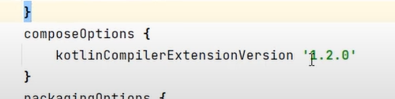 }
composeOptions {
kotlinCompilerExtensionVersion '1.2.0'
}
packagingOptions {